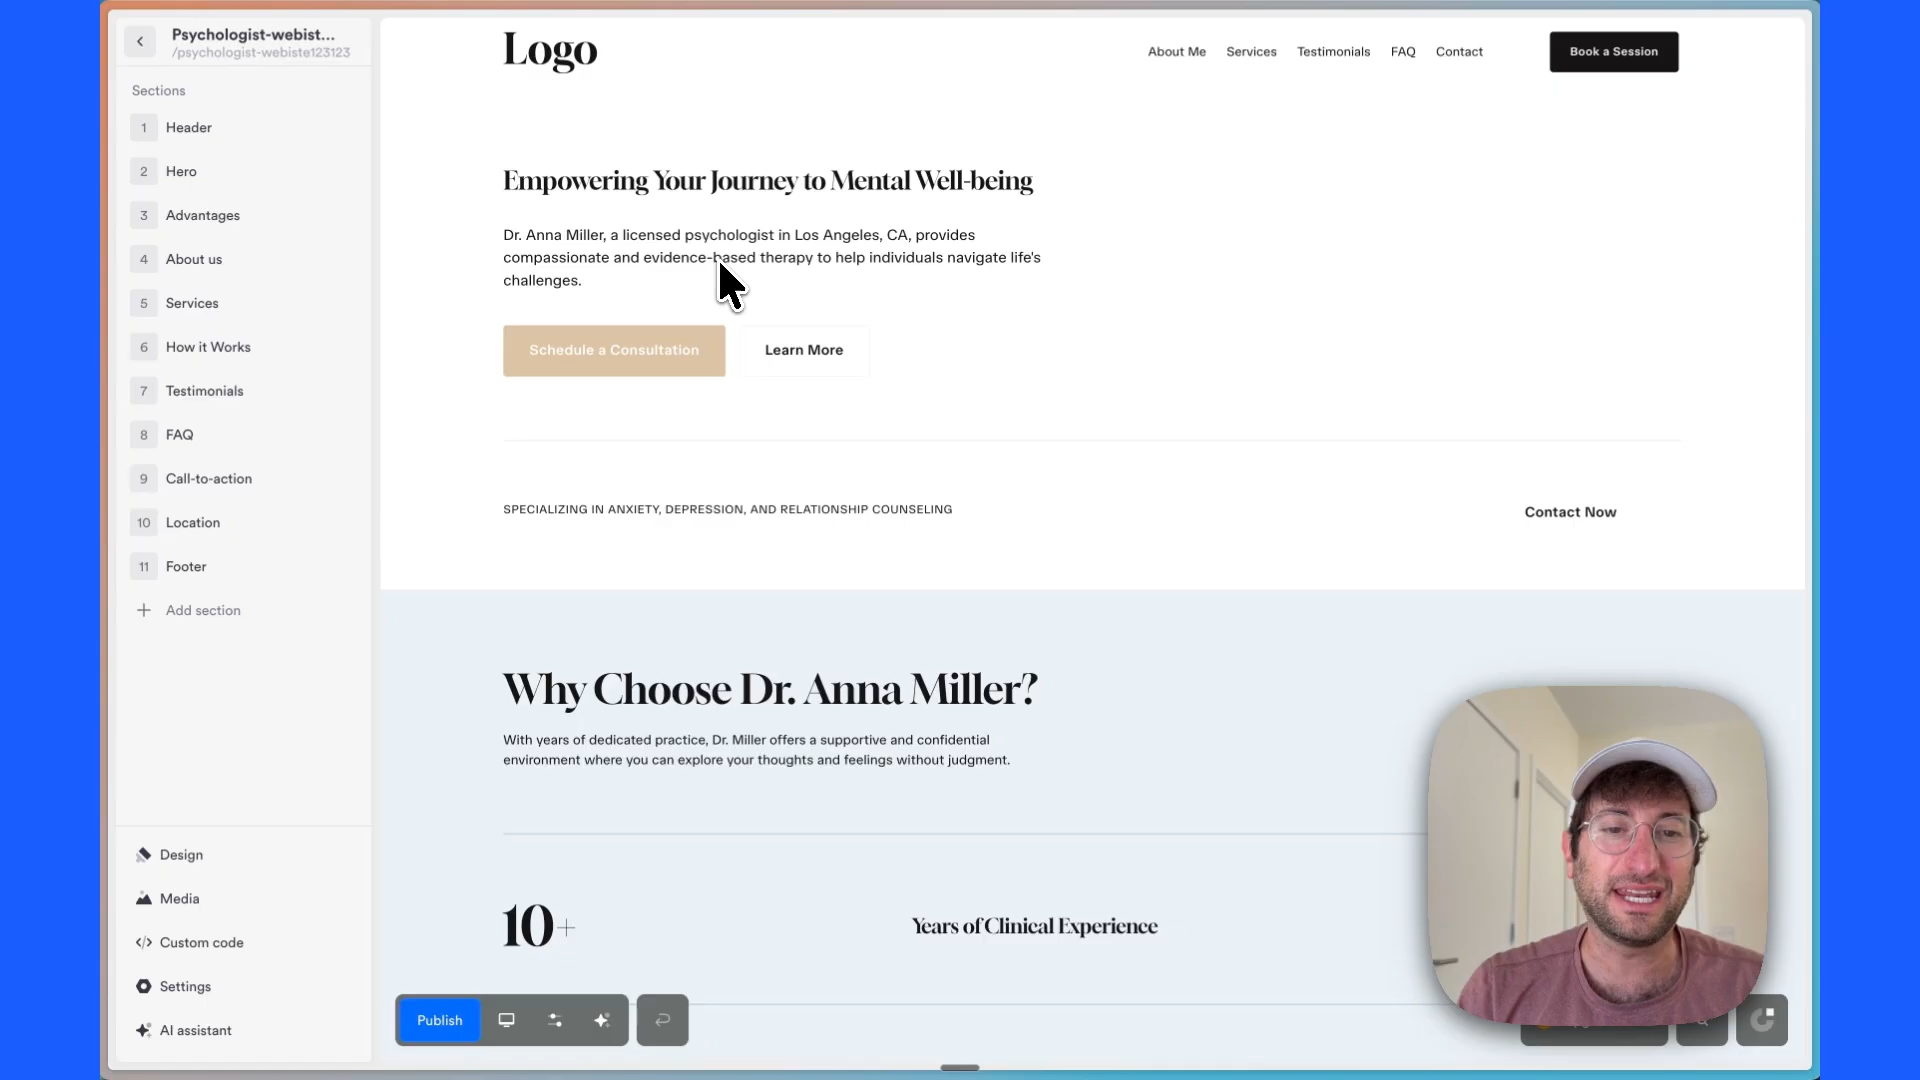 Psychologist-webist...
/psychologist-webiste123123
Sections
1 Header
2 Hero
3 Advantages
4 About us
5 Services
6 How it Works
7 Testimonials
8 FAQ
9 Call-to-action
10 Location
11 Footer
Add section
Design
Media
Custom code
Settings
AI assistant
Logo
About Me Services Testimonials FAQ Contact Book a Session
Empowering Your Journey to Mental Well-being
Dr. Anna Miller, a licensed psychologist in Los Angeles, CA, provides
compassionate and evidence-based therapy to help individuals navigate life's
challenges.
Schedule a Consultation Learn More
SPECIALIZING IN ANXIETY, DEPRESSION, AND RELATIONSHIP COUNSELING
Contact Now
Why Choose Dr. Anna Miller?
With years of dedicated practice, Dr. Miller offers a supportive and confidential
environment where you can explore your thoughts and feelings without judgment.
10+ Years of Clinical Experience
Publish